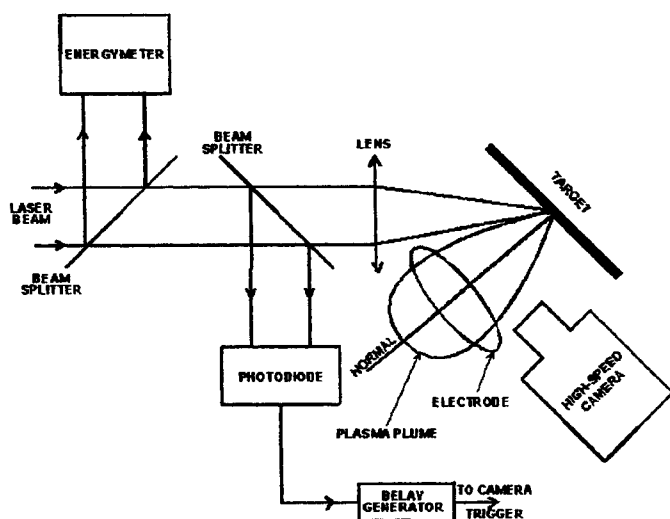 ENERGYMETER
BEAM
SPLITTER
LENS
TARGET
LASER
BEAM
BEAM
SPLITTER
NORMAL
HIGH-SPEED
CAMERA
PHOTODIODE
ELECTRODE
PLASMA PLUME
BELAY
GENERATOR
TO CAMERA
TRIGGER